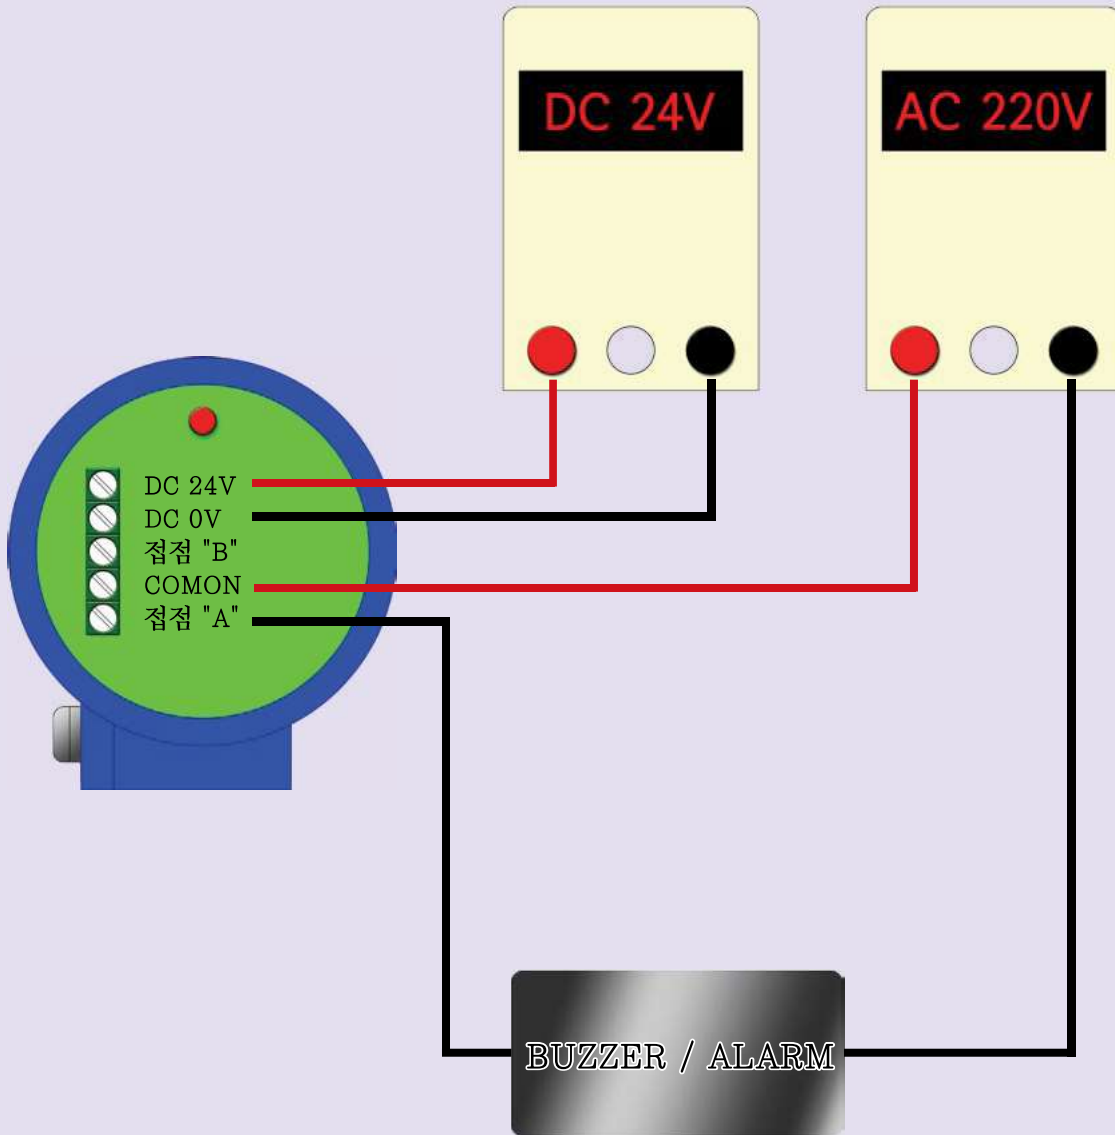 DC 24V
AC 220V
DC 24V
DC 0V
접점 "B"
COMON
접점 "A"
BUZZER / ALARM